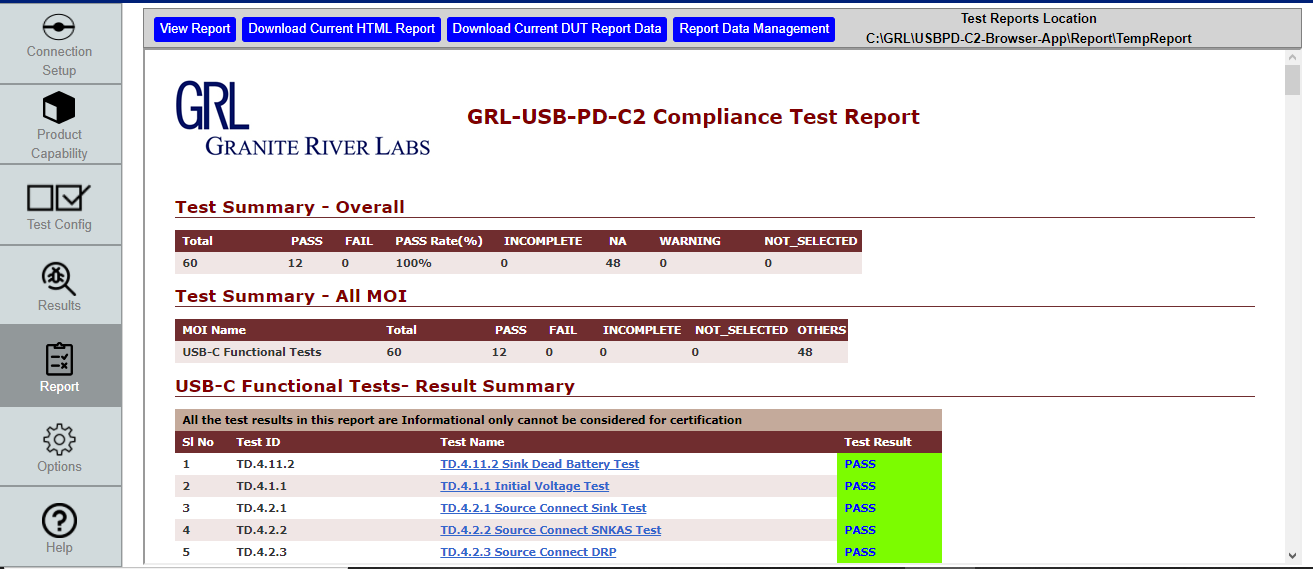 Connection
Setup
Product
Capability
Test Config
Results
Report
Options
Help
View Report Download Current HTML Report Download Current DUT Report Data Report Data Management
Test Reports Location
C:\GRL\USBPD-C2-Browser-App\Report\TempReport
GRL
GRANITE RIVER LABS
GRL-USB-PD-C2 Compliance Test Report
Test Summary - Overall
Total PASS FAIL PASS Rate(%) INCOMPLETE NA WARNING NOT_SELECTED
60 12 0 100% 0 48 0 0
Test Summary - All MOI
MOI Name Total PASS FAIL INCOMPLETE NOT_SELECTED OTHERS
USB-C Functional Tests 60 12 0 0 0 48
USB-C Functional Tests- Result Summary
All the test results in this report are Informational only cannot be considered for certification
Sl No Test ID Test Name Test Result
1 TD.4.11.2 TD.4.11.2 Sink Dead Battery Test PASS
2 TD.4.1.1 TD.4.1.1 Initial Voltage Test PASS
3 TD.4.2.1 TD.4.2.1 Source Connect Sink Test PASS
4 TD.4.2.2 TD.4.2.2 Source Connect SNKAS Test PASS
5 TD.4.2.3 TD.4.2.3 Source Connect DRP PASS